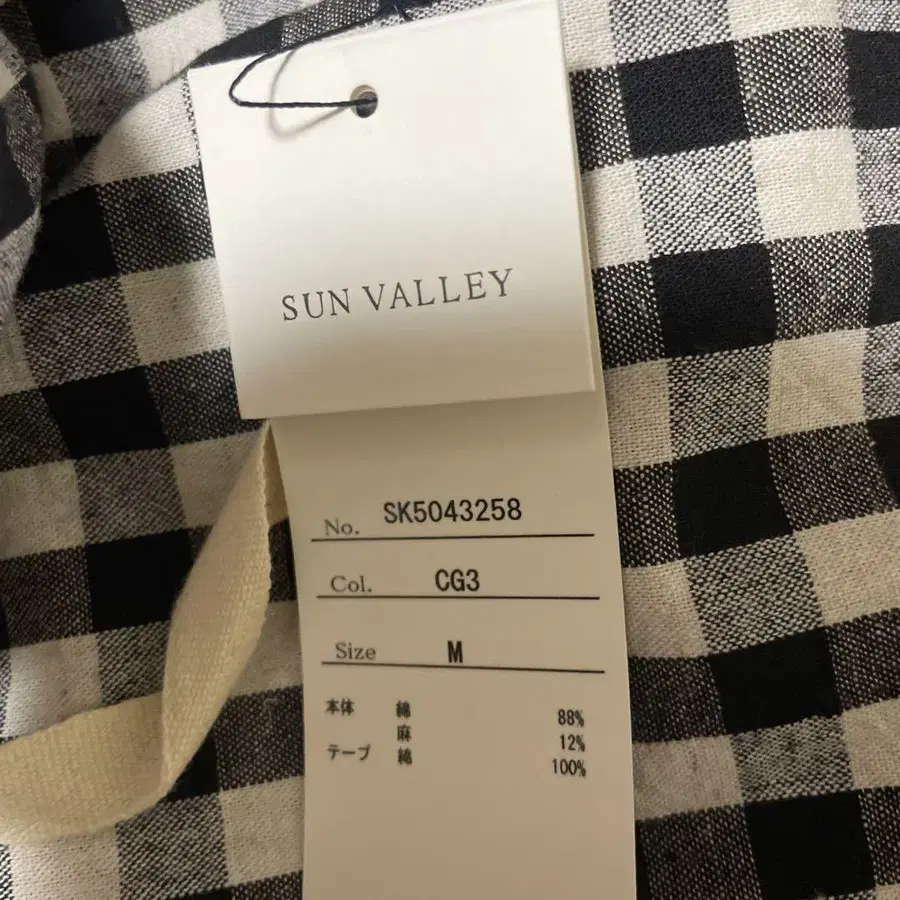 SUN VALLEY
No. SK5043258
Col. CG3
Size M
本体 綿 88%
麻 12%
テープ 綿 100%